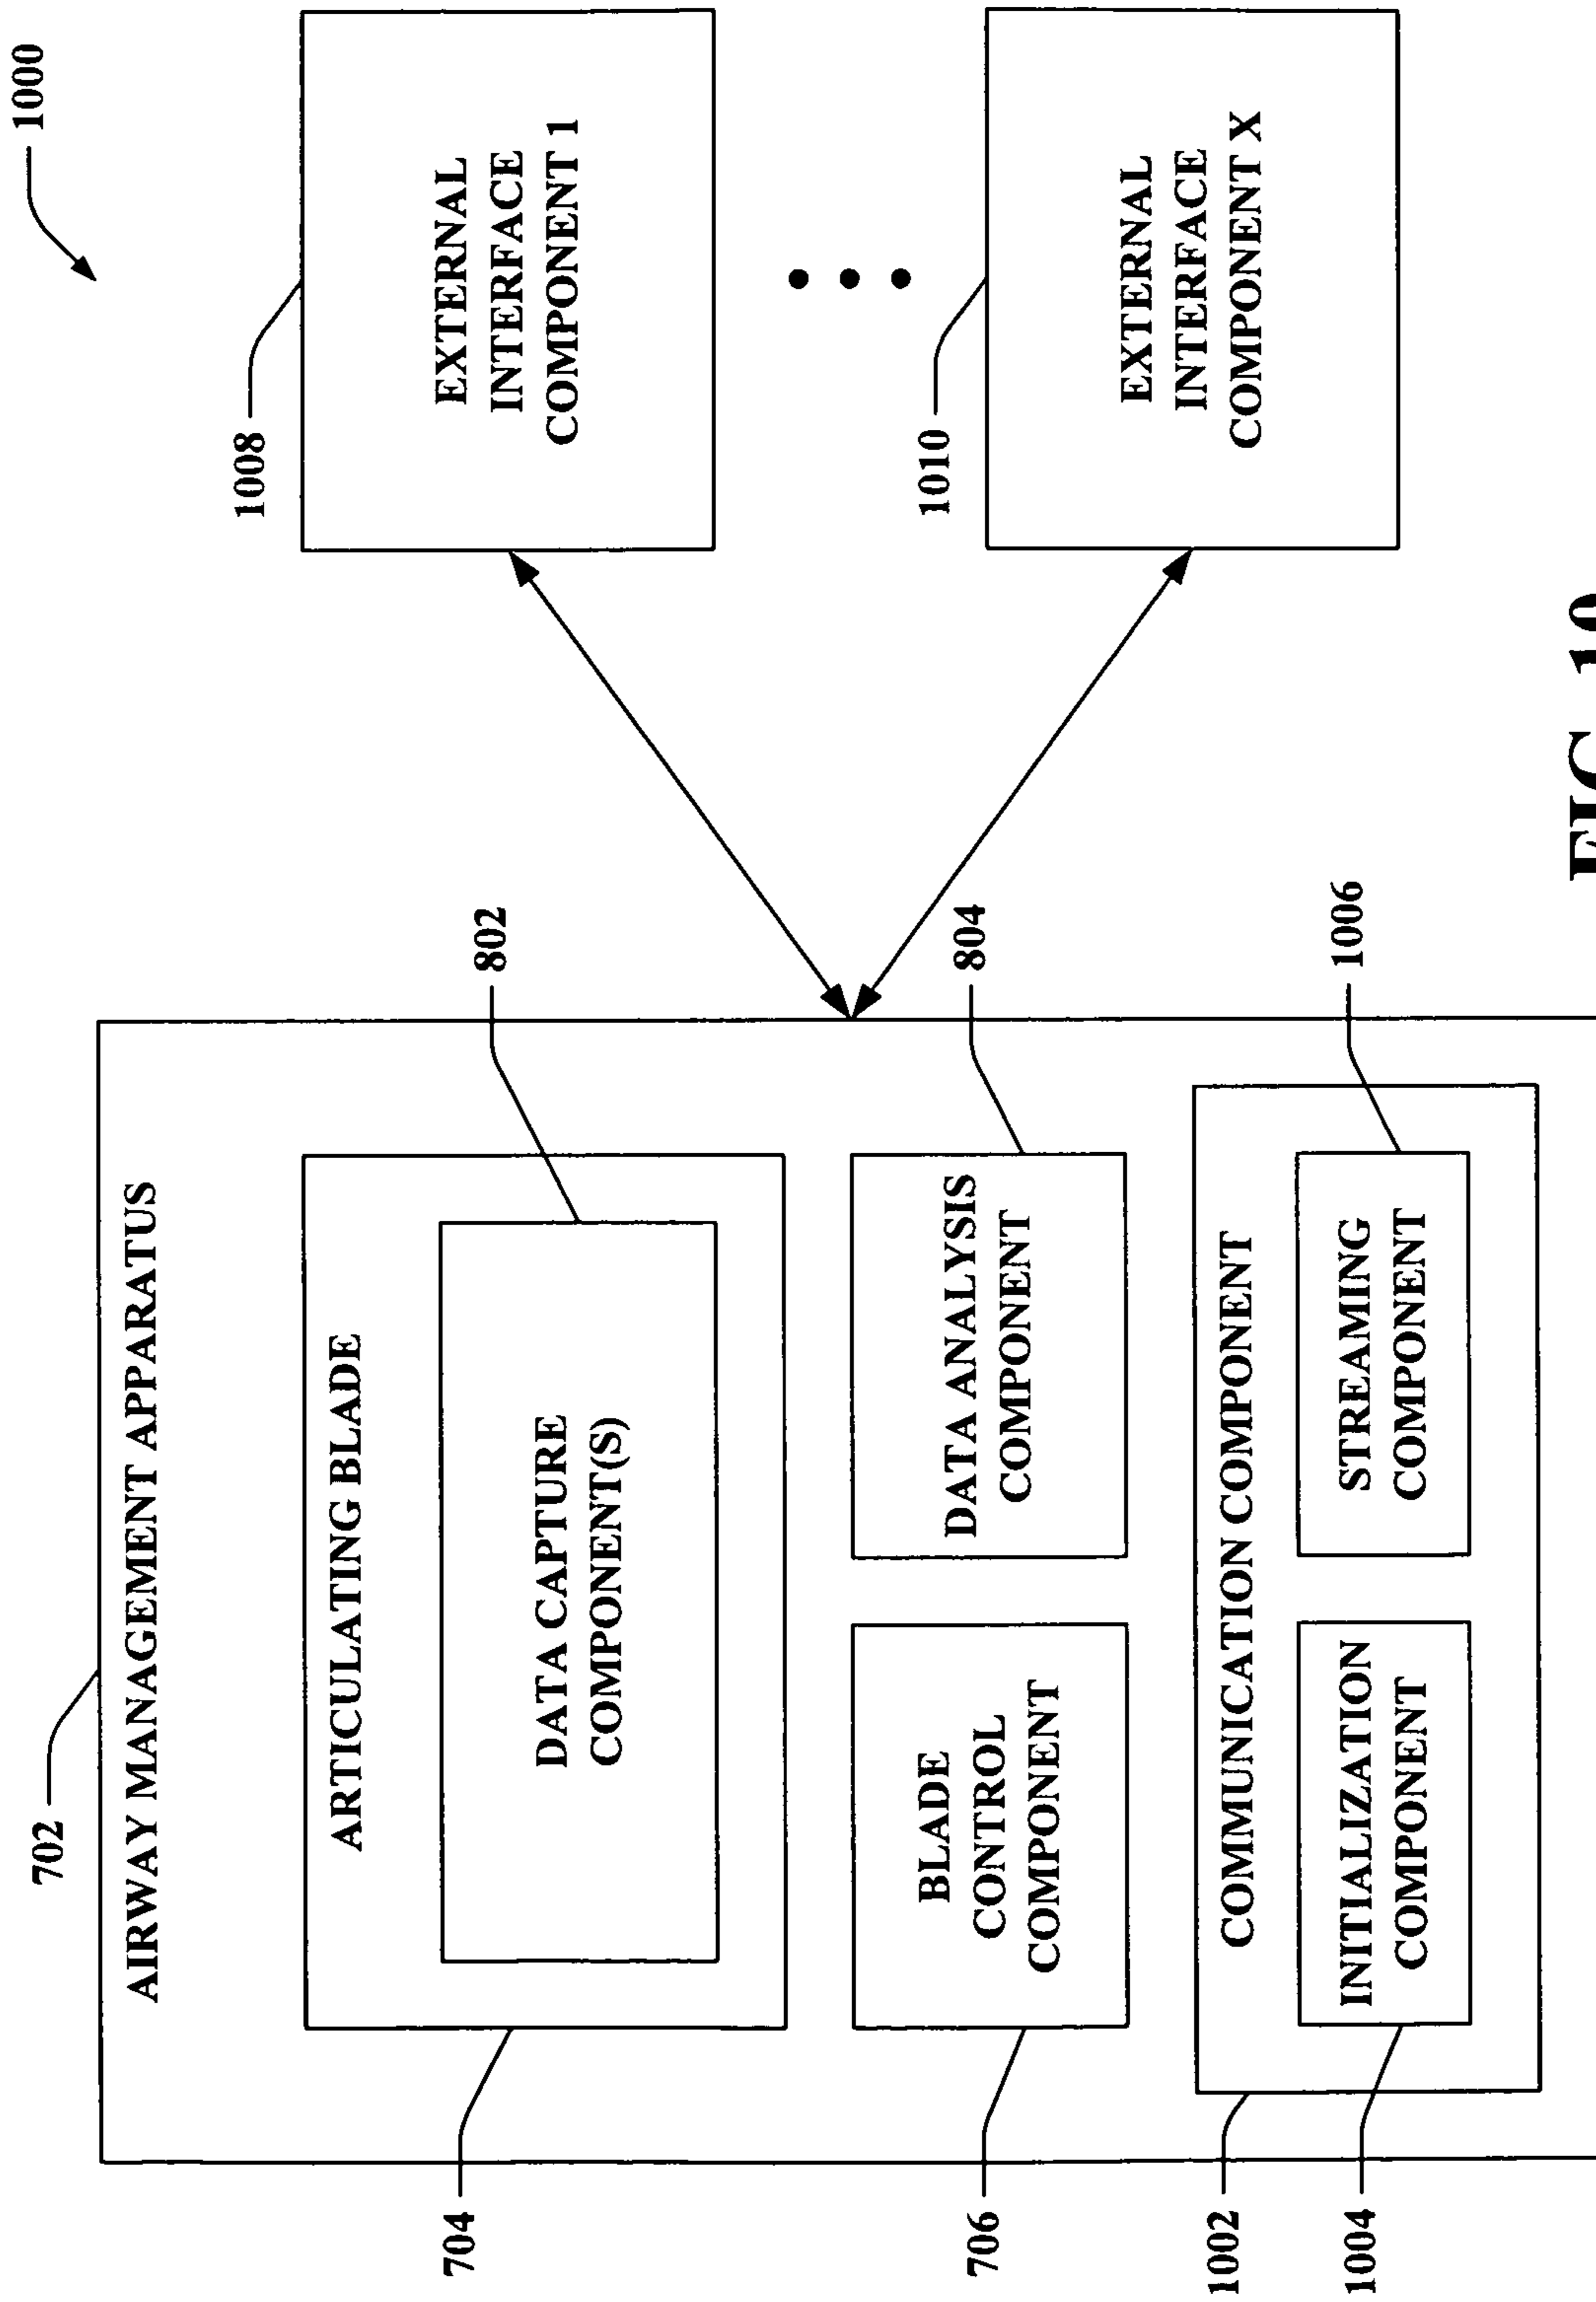 1000
702
AIRWAY MANAGEMENT APPARATUS
704
ARTICULATING BLADE
802
DATA CAPTURE
COMPONENT(S)
706
BLADE
CONTROL
COMPONENT
804
DATA ANALYSIS
COMPONENT
1002
COMMUNICATION COMPONENT
1004
INITIALIZATION
COMPONENT
1006
STREAMING
COMPONENT
1008
EXTERNAL
INTERFACE
COMPONENT 1
1010
EXTERNAL
INTERFACE
COMPONENT X
FIG. 10